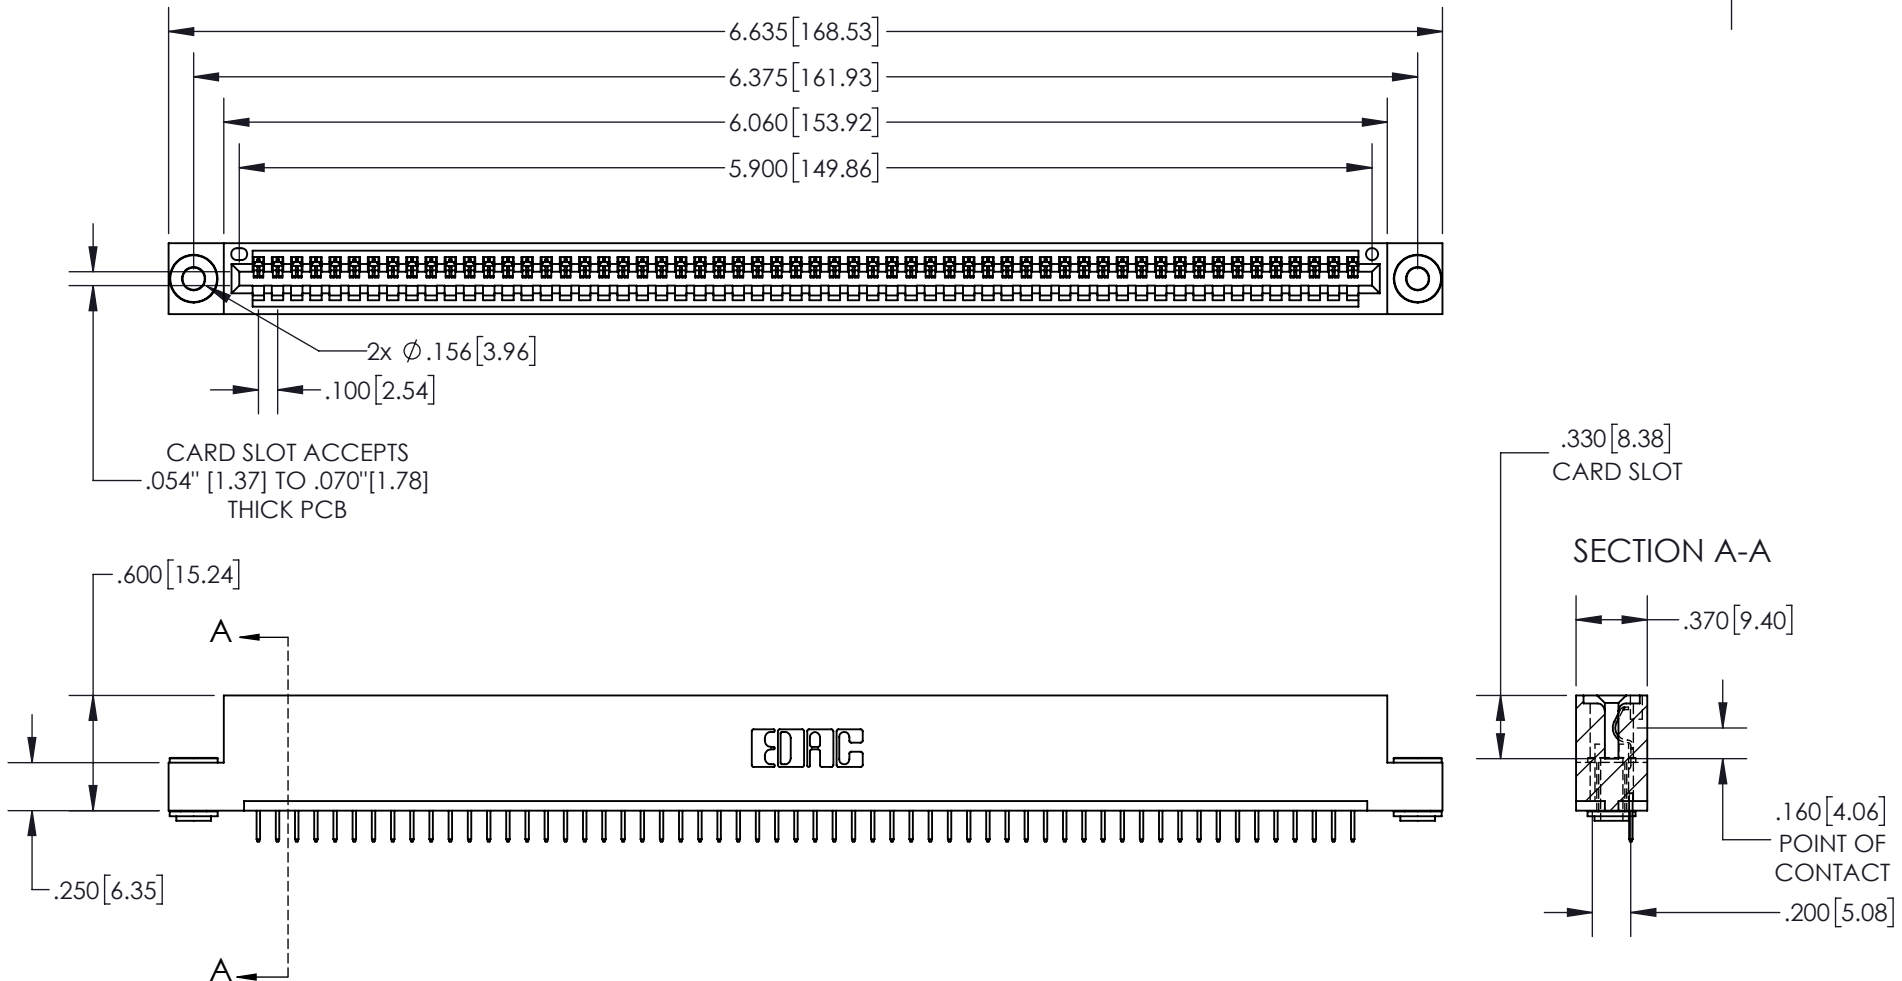 6.635[168.53]
6.375[161.93]
6.060[153.92]
5.900[149.86]
2x Ø.156[3.96]
.100[2.54]
CARD SLOT ACCEPTS
.054" [1.37] TO .070"[1.78]
THICK PCB
.330[8.38]
CARD SLOT
SECTION A-A
.600[15.24]
.370[9.40]
A
EDAC
.250[6.35]
.160[4.06]
POINT OF
CONTACT
.200[5.08]
A